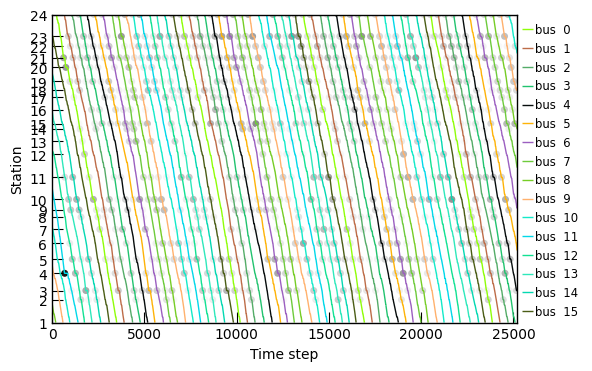 24
23
22
21
20
19
18
17
16
15
14
13
12
11
10
9
8
7
6
5
4
3
2
1
Station
0 5000 10000 15000 20000 25000
Time step
bus 0
bus 1
bus 2
bus 3
bus 4
bus 5
bus 6
bus 7
bus 8
bus 9
bus 10
bus 11
bus 12
bus 13
bus 14
bus 15